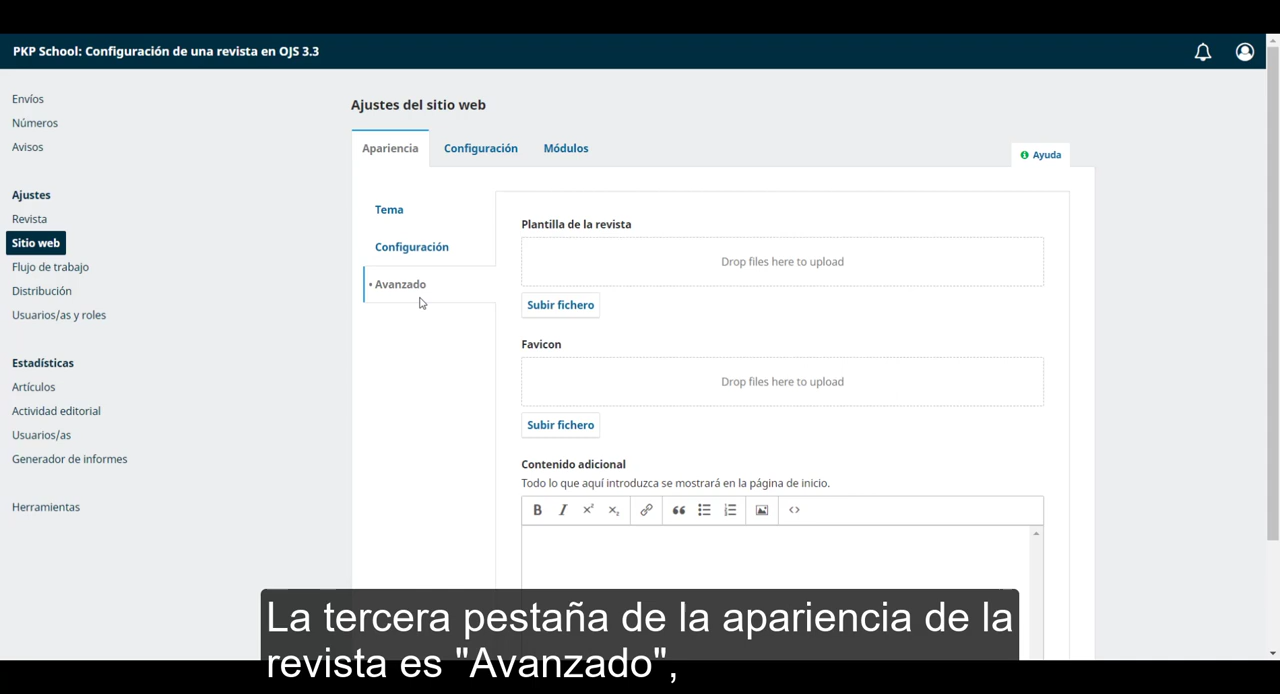 PKP School: Configuración de una revista en OJS 3.3
Envíos
Números
Avisos
Ajustes
Revista
Sitio web
Flujo de trabajo
Distribución
Usuarios/as y roles
Estadísticas
Artículos
Actividad editorial
Usuarios/as
Generador de informes
Herramientas
Ajustes del sitio web
Apariencia Configuración Módulos
Ayuda
Tema
Configuración
• Avanzado
Plantilla de la revista
Drop files here to upload
Subir fichero
Favicon
Drop files here to upload
Subir fichero
Contenido adicional
Todo lo que aquí introduzca se mostrará en la página de inicio.
La tercera pestaña de la apariencia de la
revista es "Avanzado",